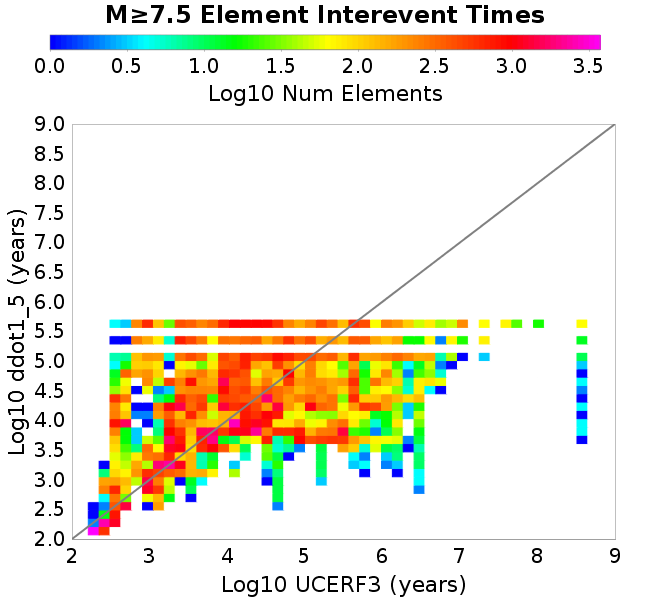 M≥7.5 Element Interevent Times
0.0 0.5 1.0 1.5 2.0 2.5 3.0 3.5
Log10 Num Elements
9.0
8.5
8.0
7.5
7.0
6.5
6.0
5.5
5.0
4.5
4.0
3.5
3.0
2.5
2.0
Log10 ddot1_5 (years)
2 3 4 5 6 7 8 9
Log10 UCERF3 (years)